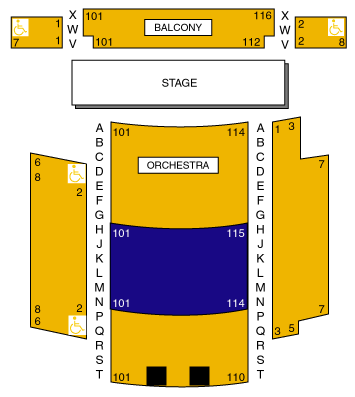 X 101 116 X
1 W BALCONY W 2
7 1 V 101 112 V 2 8
STAGE
A 101 114 A 1 3
B B
6 C C
8 D ORCHESTRA D 7
2 E E
F F
G G
H 101 115 H
J J
K K
L L
M M
8 2 N 101 114 N 7
6 P P
Q Q 3 5
R R
S S
T 101 110 T